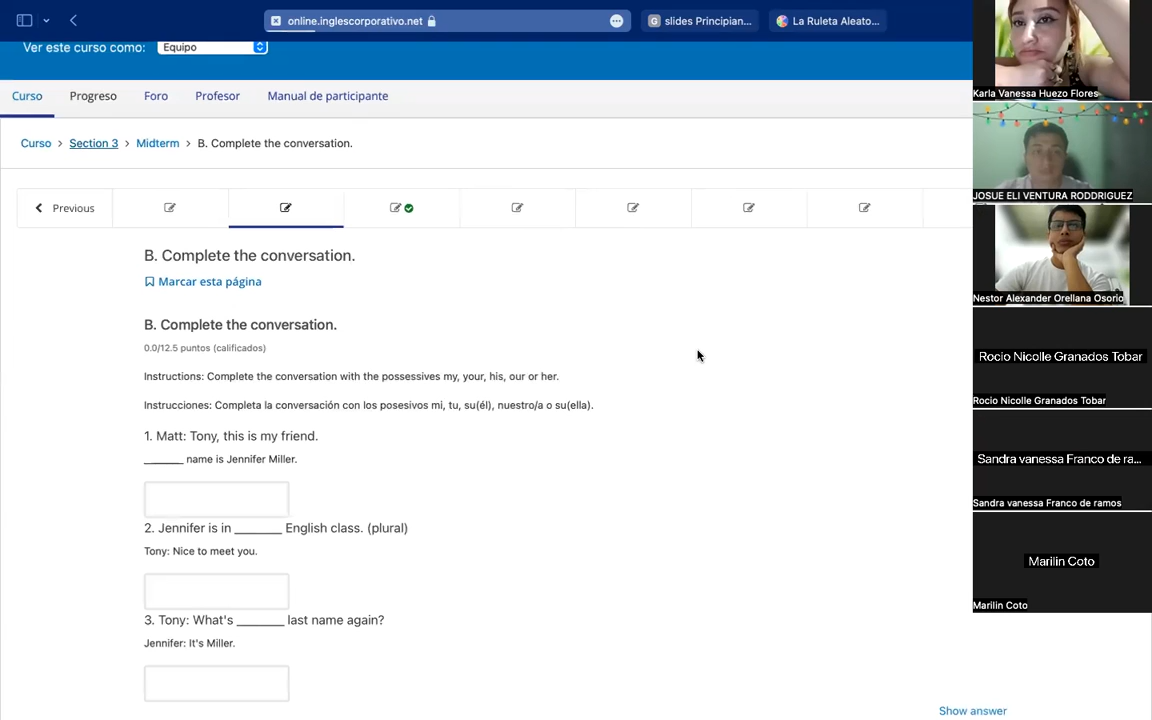 online.inglescorporativo.net
slides Principian...
La Ruleta Aleato...
Ver este curso como:
Equipo
Curso
Progreso
Foro
Profesor
Manual de participante
Curso > Section 3 > Midterm > B. Complete the conversation.
Previous
B. Complete the conversation.
Marcar esta página
B. Complete the conversation.
0.0/12.5 puntos (calificados)
Instructions: Complete the conversation with the possessives my, your, his, our or her.
Instrucciones: Completa la conversación con los posesivos mi, tu, su(él), nuestro/a o su(ella).
1. Matt: Tony, this is my friend.
______ name is Jennifer Miller.
2. Jennifer is in _______ English class. (plural)
Tony: Nice to meet you.
3. Tony: What's _______ last name again?
Jennifer: It's Miller.
Show answer
Karla Vanessa Huezo Flores
JOSUE ELI VENTURA RODDRIGUEZ
Nestor Alexander Orellana Osorio
Rocio Nicolle Granados Tobar
Rocio Nicolle Granados Tobar
Sandra vanessa Franco de ra...
Sandra vanessa Franco de ramos
Marilin Coto
Marilin Coto